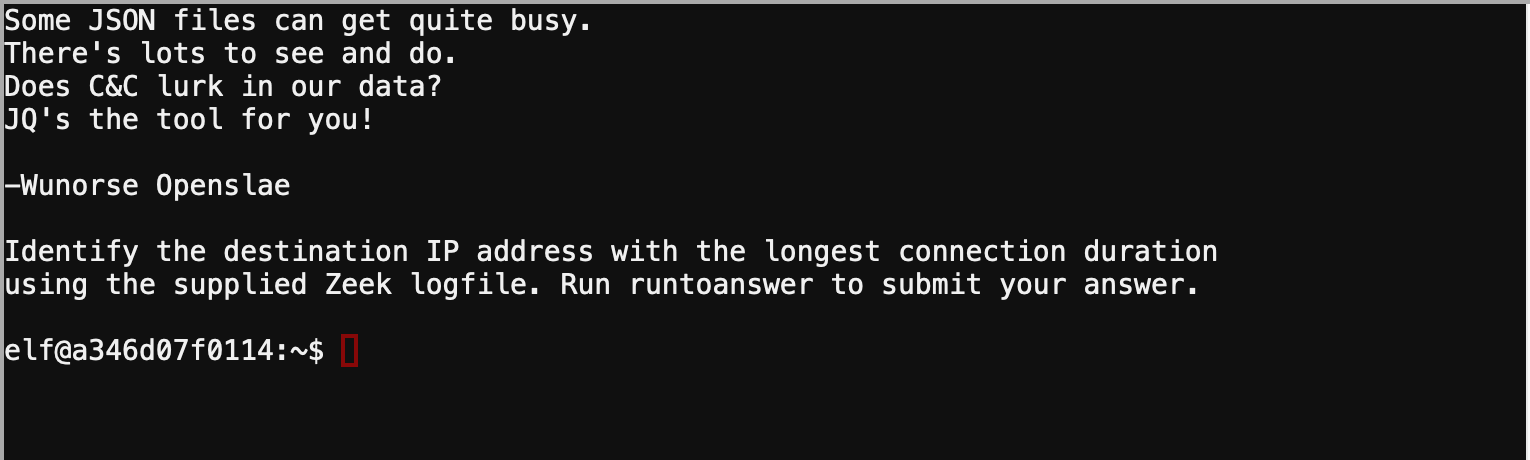 Some JSON files can get quite busy.
There's lots to see and do.
Does C&C lurk in our data?
JQ's the tool for you!
–Wunorse Openslae
Identify the destination IP address with the longest connection duration
using the supplied Zeek logfile. Run runtoanswer to submit your answer.
elf@a346d07f0114:~$